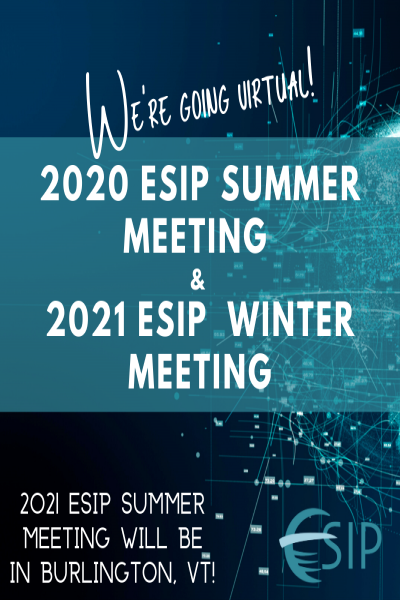 We're going virtual!
2020 ESIP SUMMER
MEETING
&
2021 ESIP WINTER
MEETING
2021 ESIP SUMMER
MEETING WILL BE
IN BURLINGTON, VT!
ESIP